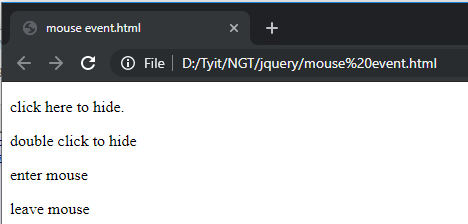 mouse event.html
File D:/Tyit/NGT/jquery/mouse%20event.html
click here to hide.
double click to hide
enter mouse
leave mouse